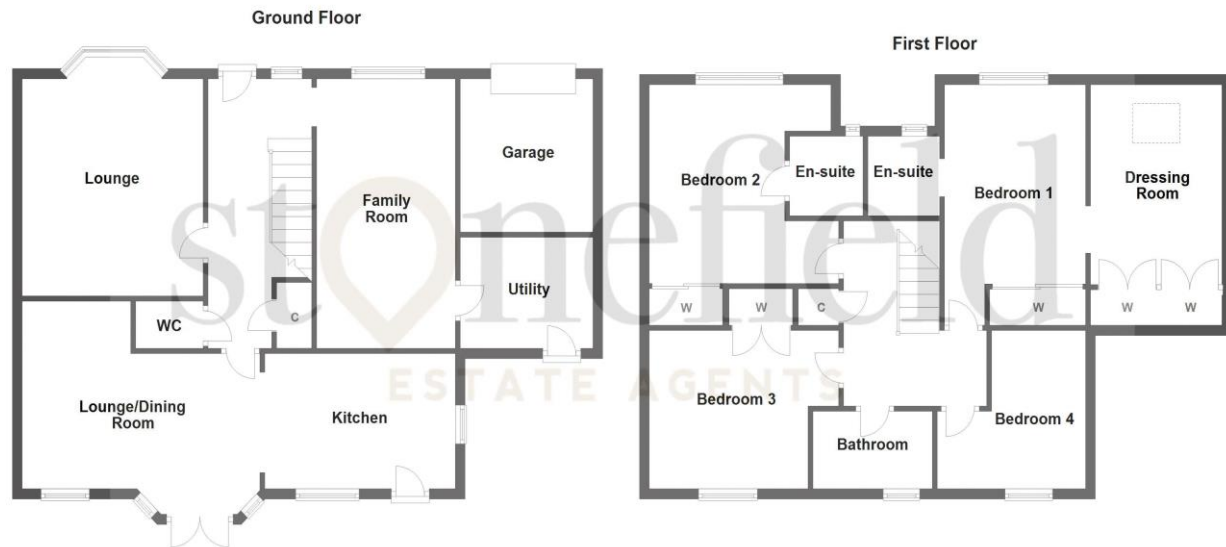 Ground Floor
Lounge
Family
Room
Garage
Utility
WC
C
Lounge/Dining
Room
Kitchen
First Floor
Bedroom 2
En-suite
En-suite
Bedroom 1
Dressing
Room
W
W
C
W
W
W
Bedroom 3
Bathroom
Bedroom 4
stonefield
ESTATE AGENTS